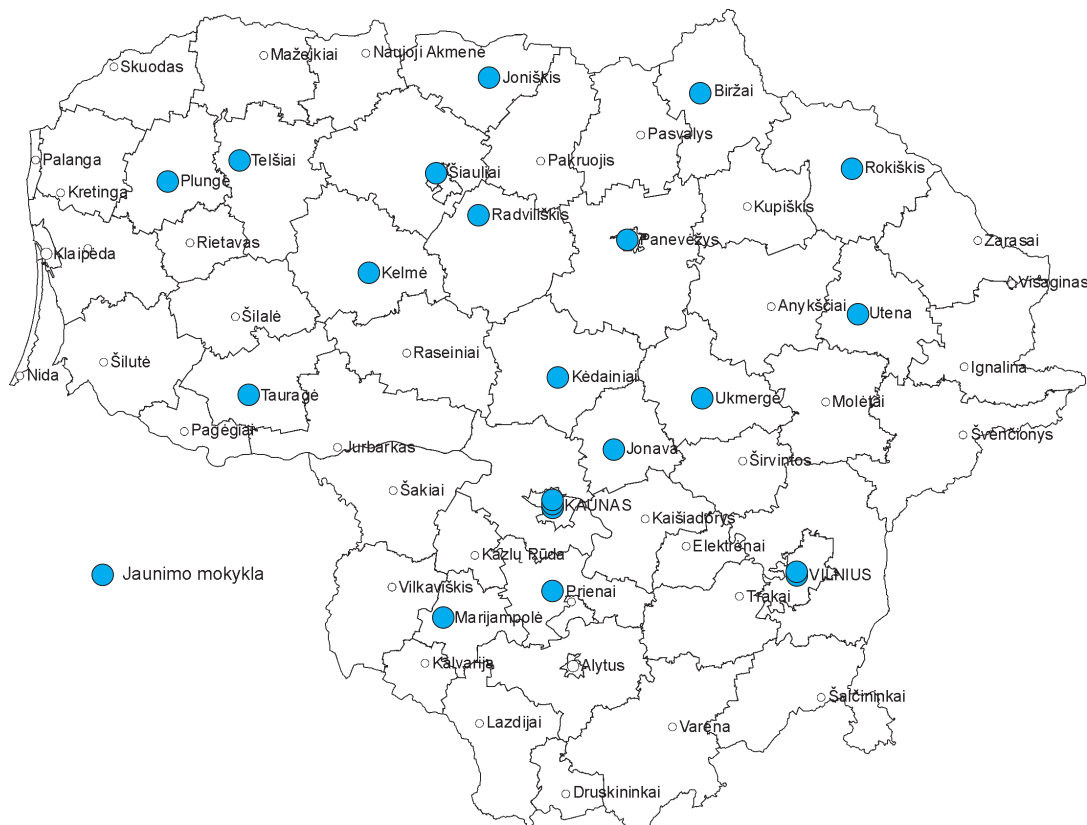 Skuodas
Mažeikiai
Naujoji Akmenė
Joniškis
Biržai
Pasvalys
Palanga
Telšiai
Šiauliai
Pakruojis
Rokiškis
Plungė
Kretinga
Radviliškis
Kupiškis
Rietavas
Panevėžys
Zarasai
Klaipėda
Kelmė
Visaginas
Anykščiai
Utena
Šilalė
Raseiniai
Šilutė
Ignalina
Nida
Kėdainiai
Tauragė
Ukmergė
Molėtai
Pagėgiai
Švenčionys
Jurbarkas
Jonava
Širvintos
Šakiai
KAUNAS
Kaišiadorys
Elektrėnai
Kazlų Rūda
Jaunimo mokykla
VILNIUS
Vilkaviškis
Prienai
Trakai
Marijampolė
Kalvarija
Alytus
Šalčininkai
Lazdijai
Varėna
Druskininkai